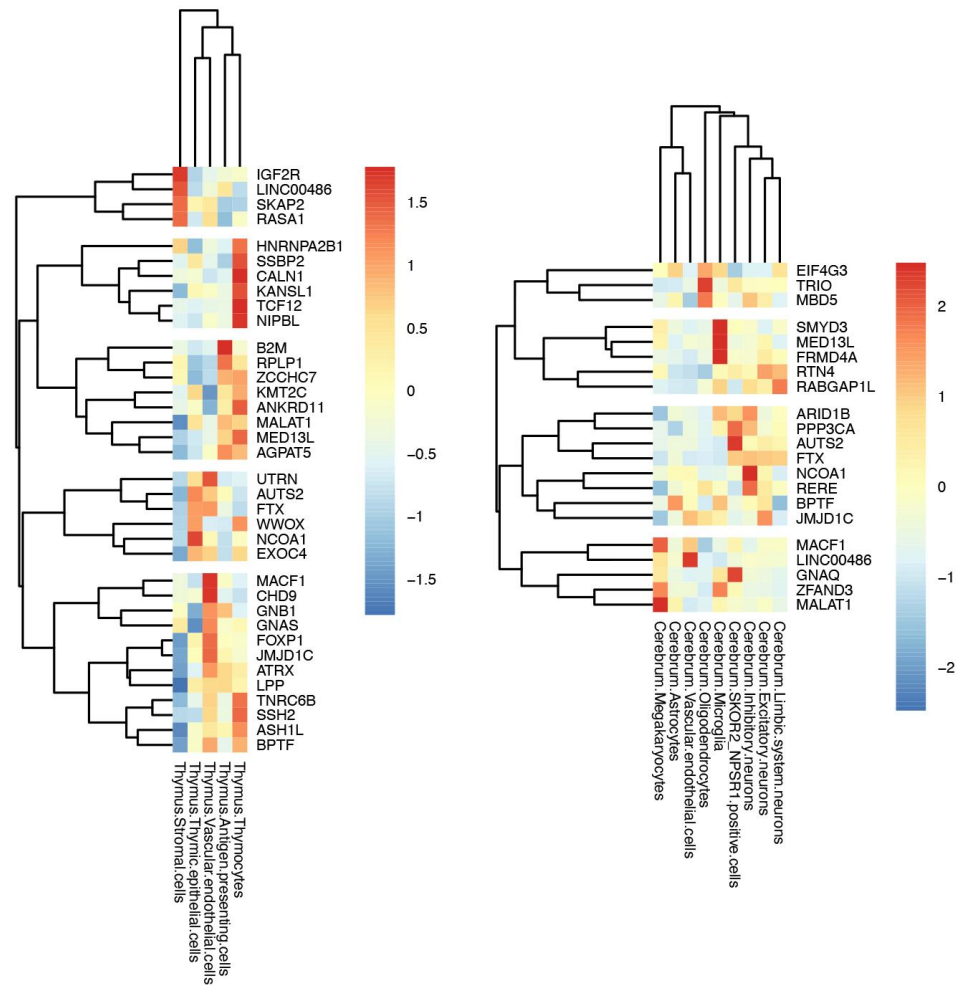 IGF2R
LINC00486
SKAP2
RASA1
HNRNPA2B1
SSBP2
CALN1
KANSL1
TCF12
NIPBL
B2M
RPLP1
ZCCHC7
KMT2C
ANKRD11
MALAT1
MED13L
AGPAT5
UTRN
AUTS2
FTX
WWOX
NCOA1
EXOC4
MACF1
CHD9
GNB1
GNAS
FOXP1
JMJD1C
ATRX
LPP
TNRC6B
SSH2
ASH1L
BPTF
Thymus.Stromal.cells
Thymus.Thymic.epithelial.cells
Thymus.Vascular.endothelial.cells
Thymus.Antigen.presenting.cells
Thymus.Thymocytes
1.5
1
0.5
0
−0.5
−1
−1.5
EIF4G3
TRIO
MBD5
SMYD3
MED13L
FRMD4A
RTN4
RABGAP1L
ARID1B
PPP3CA
AUTS2
FTX
NCOA1
RERE
BPTF
JMJD1C
MACF1
LINC00486
GNAQ
ZFAND3
MALAT1
Cerebrum.Megakaryocytes
Cerebrum.Astrocytes
Cerebrum.Vascular.endothelial.cells
Cerebrum.Oligodendrocytes
Cerebrum.Microglia
Cerebrum.SKOR2_NPSR1.positive.cells
Cerebrum.Inhibitory.neurons
Cerebrum.Excitatory.neurons
Cerebrum.Limbic.system.neurons
2
1
0
−1
−2